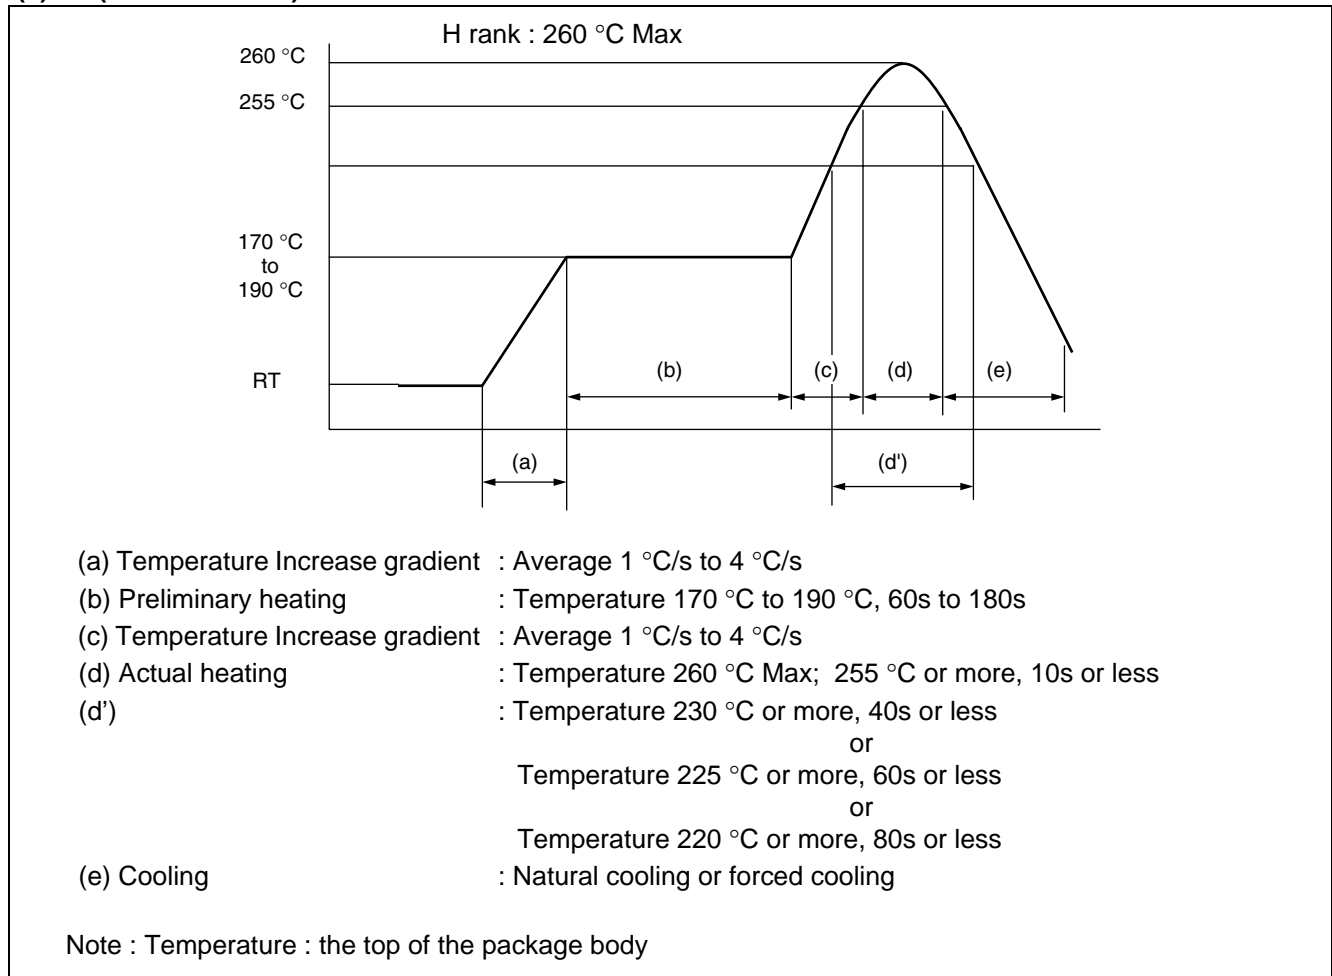 H rank : 260 °C Max
260 °C
255 °C
170 °C
to
190 °C
RT
(b)
(c)
(d)
(e)
(a)
(d')
(a) Temperature Increase gradient : Average 1 °C/s to 4 °C/s
(b) Preliminary heating : Temperature 170 °C to 190 °C, 60s to 180s
(c) Temperature Increase gradient : Average 1 °C/s to 4 °C/s
(d) Actual heating : Temperature 260 °C Max; 255 °C or more, 10s or less
(d’) : Temperature 230 °C or more, 40s or less
or
Temperature 225 °C or more, 60s or less
or
Temperature 220 °C or more, 80s or less
(e) Cooling : Natural cooling or forced cooling
Note : Temperature : the top of the package body